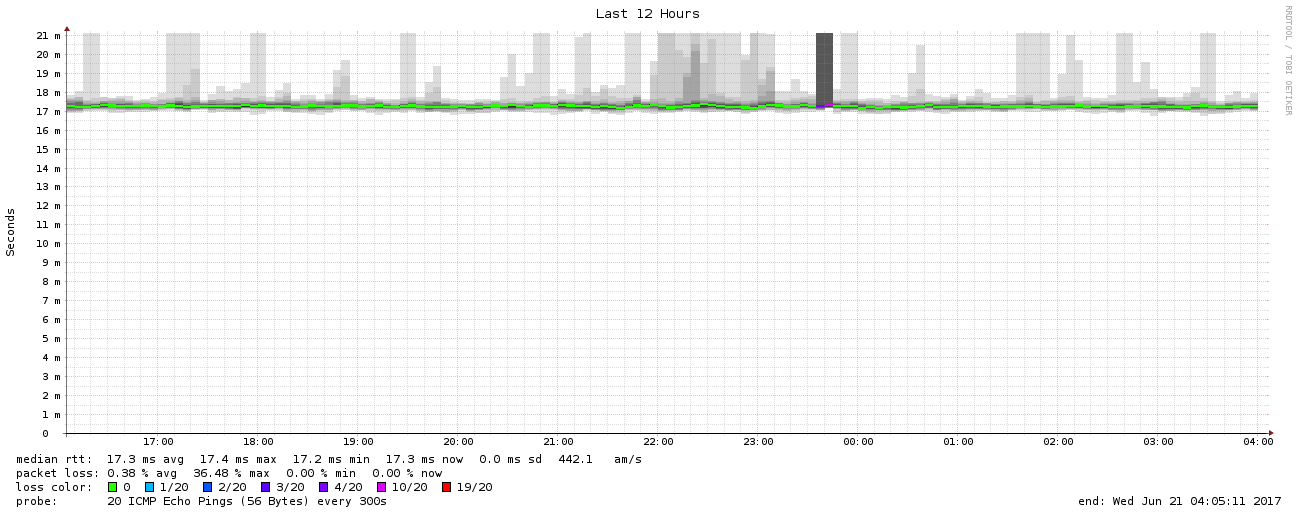 Last 12 Hours
RRDTOOL / TOBI OETIKER
Seconds
21 m
20 m
19 m
18 m
17 m
16 m
15 m
14 m
13 m
12 m
11 m
10 m
9 m
8 m
7 m
6 m
5 m
4 m
3 m
2 m
1 m
0
17:00 18:00 19:00 20:00 21:00 22:00 23:00 00:00 01:00 02:00 03:00 04:00
median rtt: 17.3 ms avg 17.4 ms max 17.2 ms min 17.3 ms now 0.0 ms sd 442.1 am/s
packet loss: 0.38 % avg 36.48 % max 0.00 % min 0.00 % now
loss color: 0 1/20 2/20 3/20 4/20 10/20 19/20
probe: 20 ICMP Echo Pings (56 Bytes) every 300s end: Wed Jun 21 04:05:11 2017